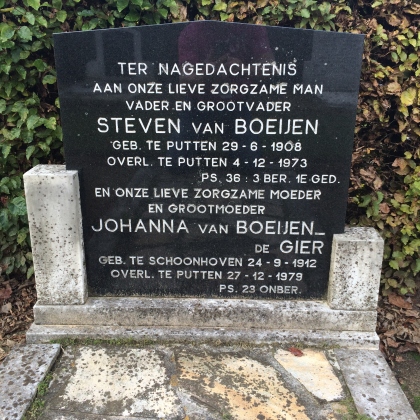 TER NAGEDACHTENIS
AAN ONZE LIEVE ZORGZAME MAN
VADER EN GROOTVADER
STEVEN VAN BOEIJEN
GEB. TE PUTTEN 29-6-1908
OVERL. TE PUTTEN 4-12-1973
PS. 36 : 3 BER. 1E GED.
EN ONZE LIEVE ZORGZAME MOEDER
EN GROOTMOEDER
JOHANNA VAN BOEIJEN_
DE GIER
GEB. TE SCHOONHOVEN 24-9-1912
OVERL. TE PUTTEN 27-12-1979
PS. 23 ONBER.